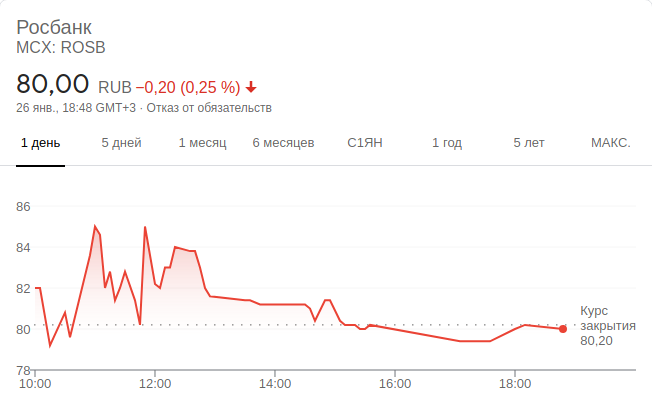 Росбанк
MCX: ROSB
80,00 RUB −0,20 (0,25 %)
26 янв., 18:48 GMT+3 · Отказ от обязательств
1 день 5 дней 1 месяц 6 месяцев С1ЯН 1 год 5 лет МАКС.
86
84
82
80
78
Курс
закрытия
80,20
10:00 12:00 14:00 16:00 18:00